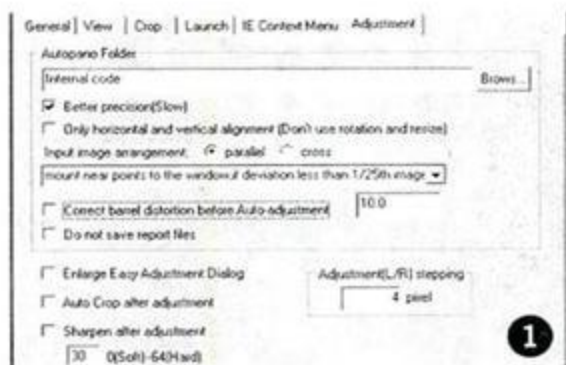 General View Crop Launch IE Context Menu Adjustment
Autopano Folder
Internal code Brows...
Better precision(Slow)
Only horizontal and vertical alignment (Don't use rotation and resize)
Input image arrangement; parallel cross
mount near points to the windowut deviation less than 1/25th image
Correct barrel distortion before Auto-adjustment 10.0
Do not save report files
Enlarge Easy Adjustment Dialog Adjustment(L/R) stepping
Auto Crop after adjustment 4 pixel
Sharpen after adjustment
30 0(Soft)-64(Hard)
1